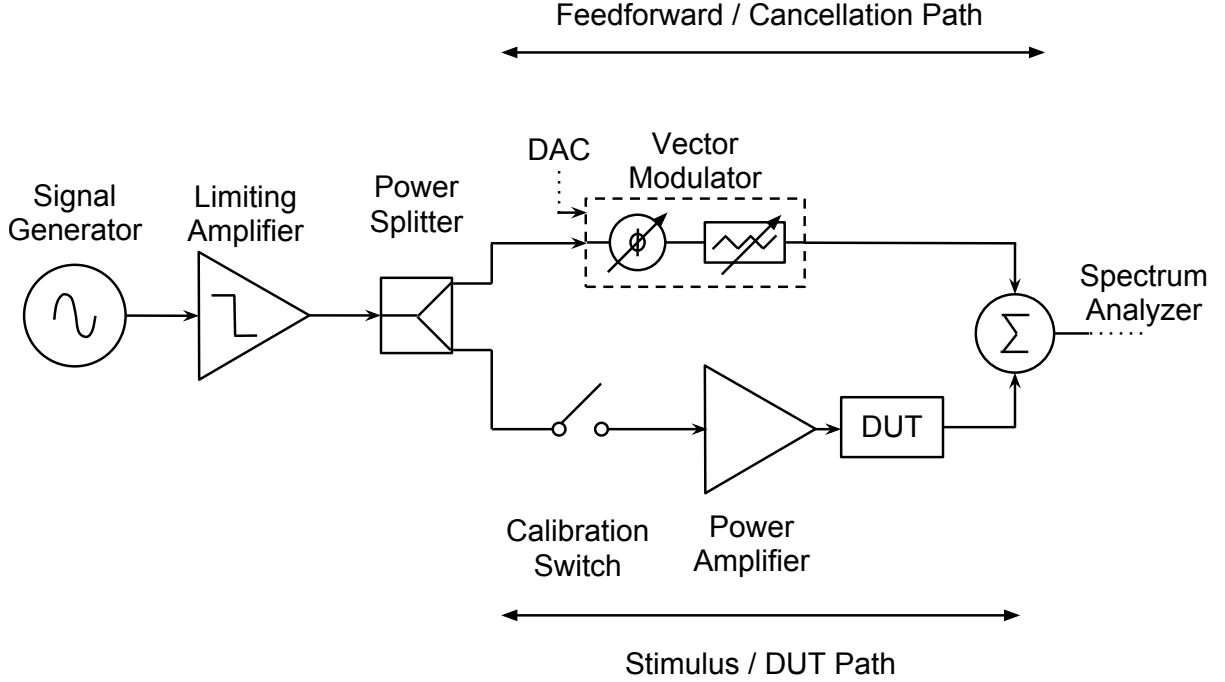 Feedforward / Cancellation Path
DAC
Vector
Modulator
Signal
Generator
Limiting
Amplifier
Power
Splitter
ϕ
Spectrum
Analyzer
Σ
DUT
Calibration
Switch
Power
Amplifier
Stimulus / DUT Path